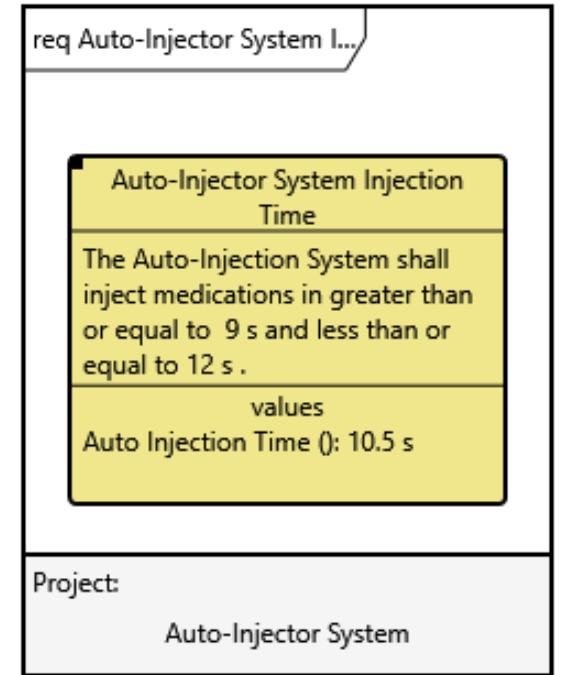 req Auto-Injector System I...
Auto-Injector System Injection
Time
The Auto-Injection System shall
inject medications in greater than
or equal to  9 s and less than or
equal to 12 s .
values
Auto Injection Time (): 10.5 s
Project:
Auto-Injector System